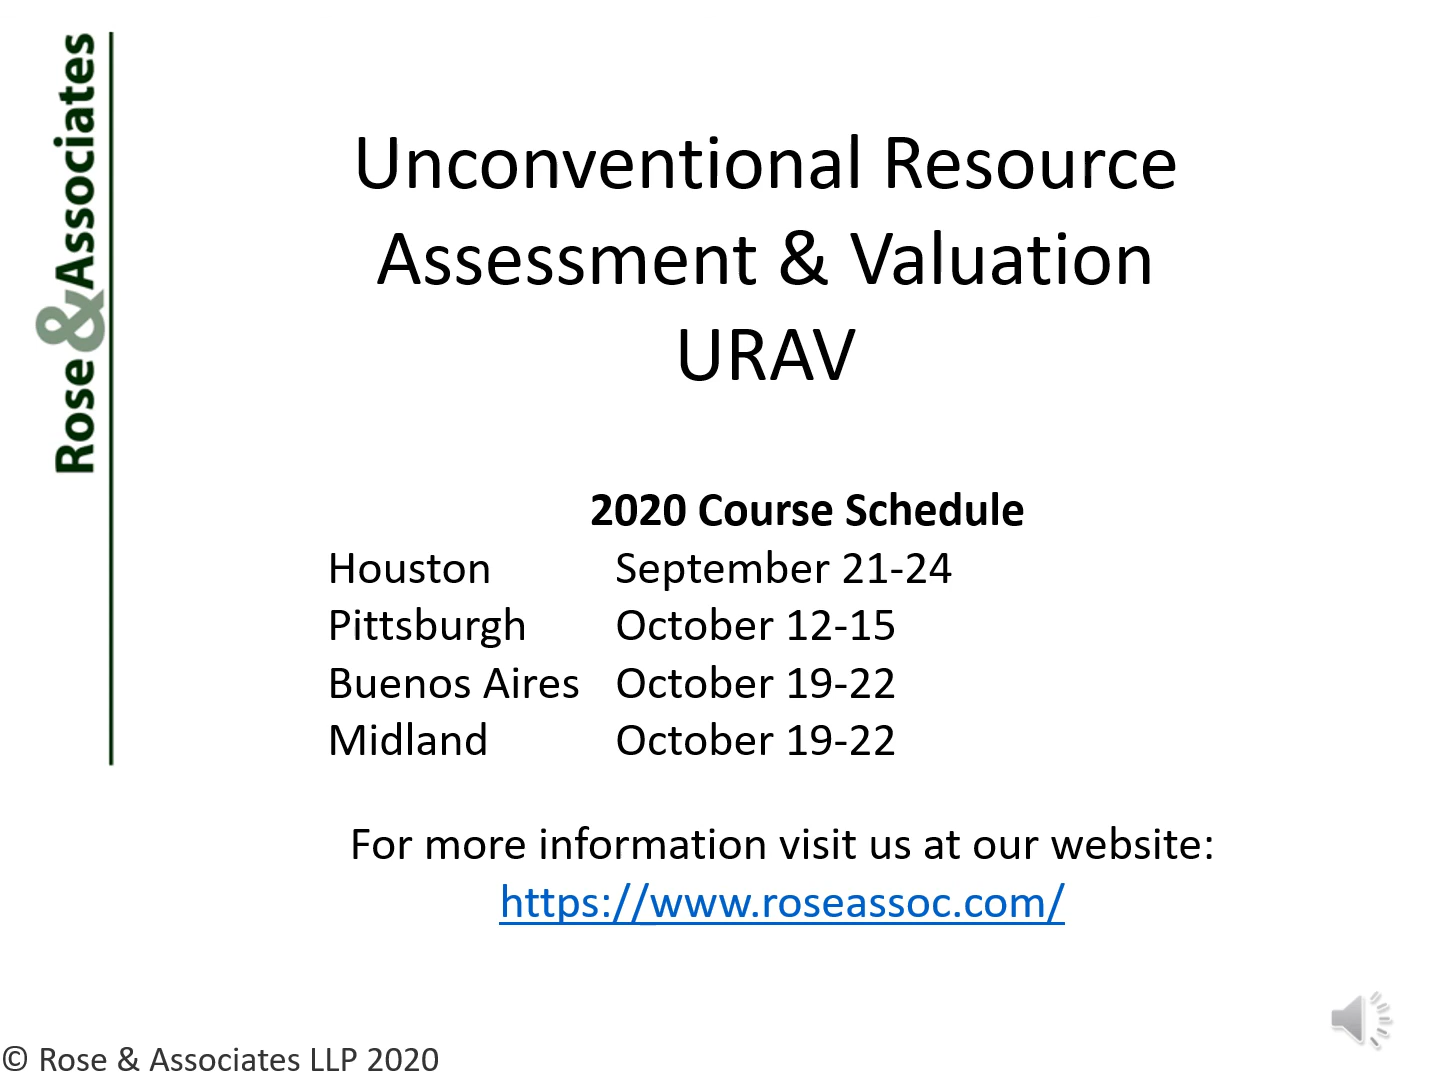 Rose & Associates
Unconventional Resource
Assessment & Valuation
URAV
2020 Course Schedule
Houston September 21-24
Pittsburgh October 12-15
Buenos Aires October 19-22
Midland October 19-22
For more information visit us at our website:
https://www.roseassoc.com/
© Rose & Associates LLP 2020